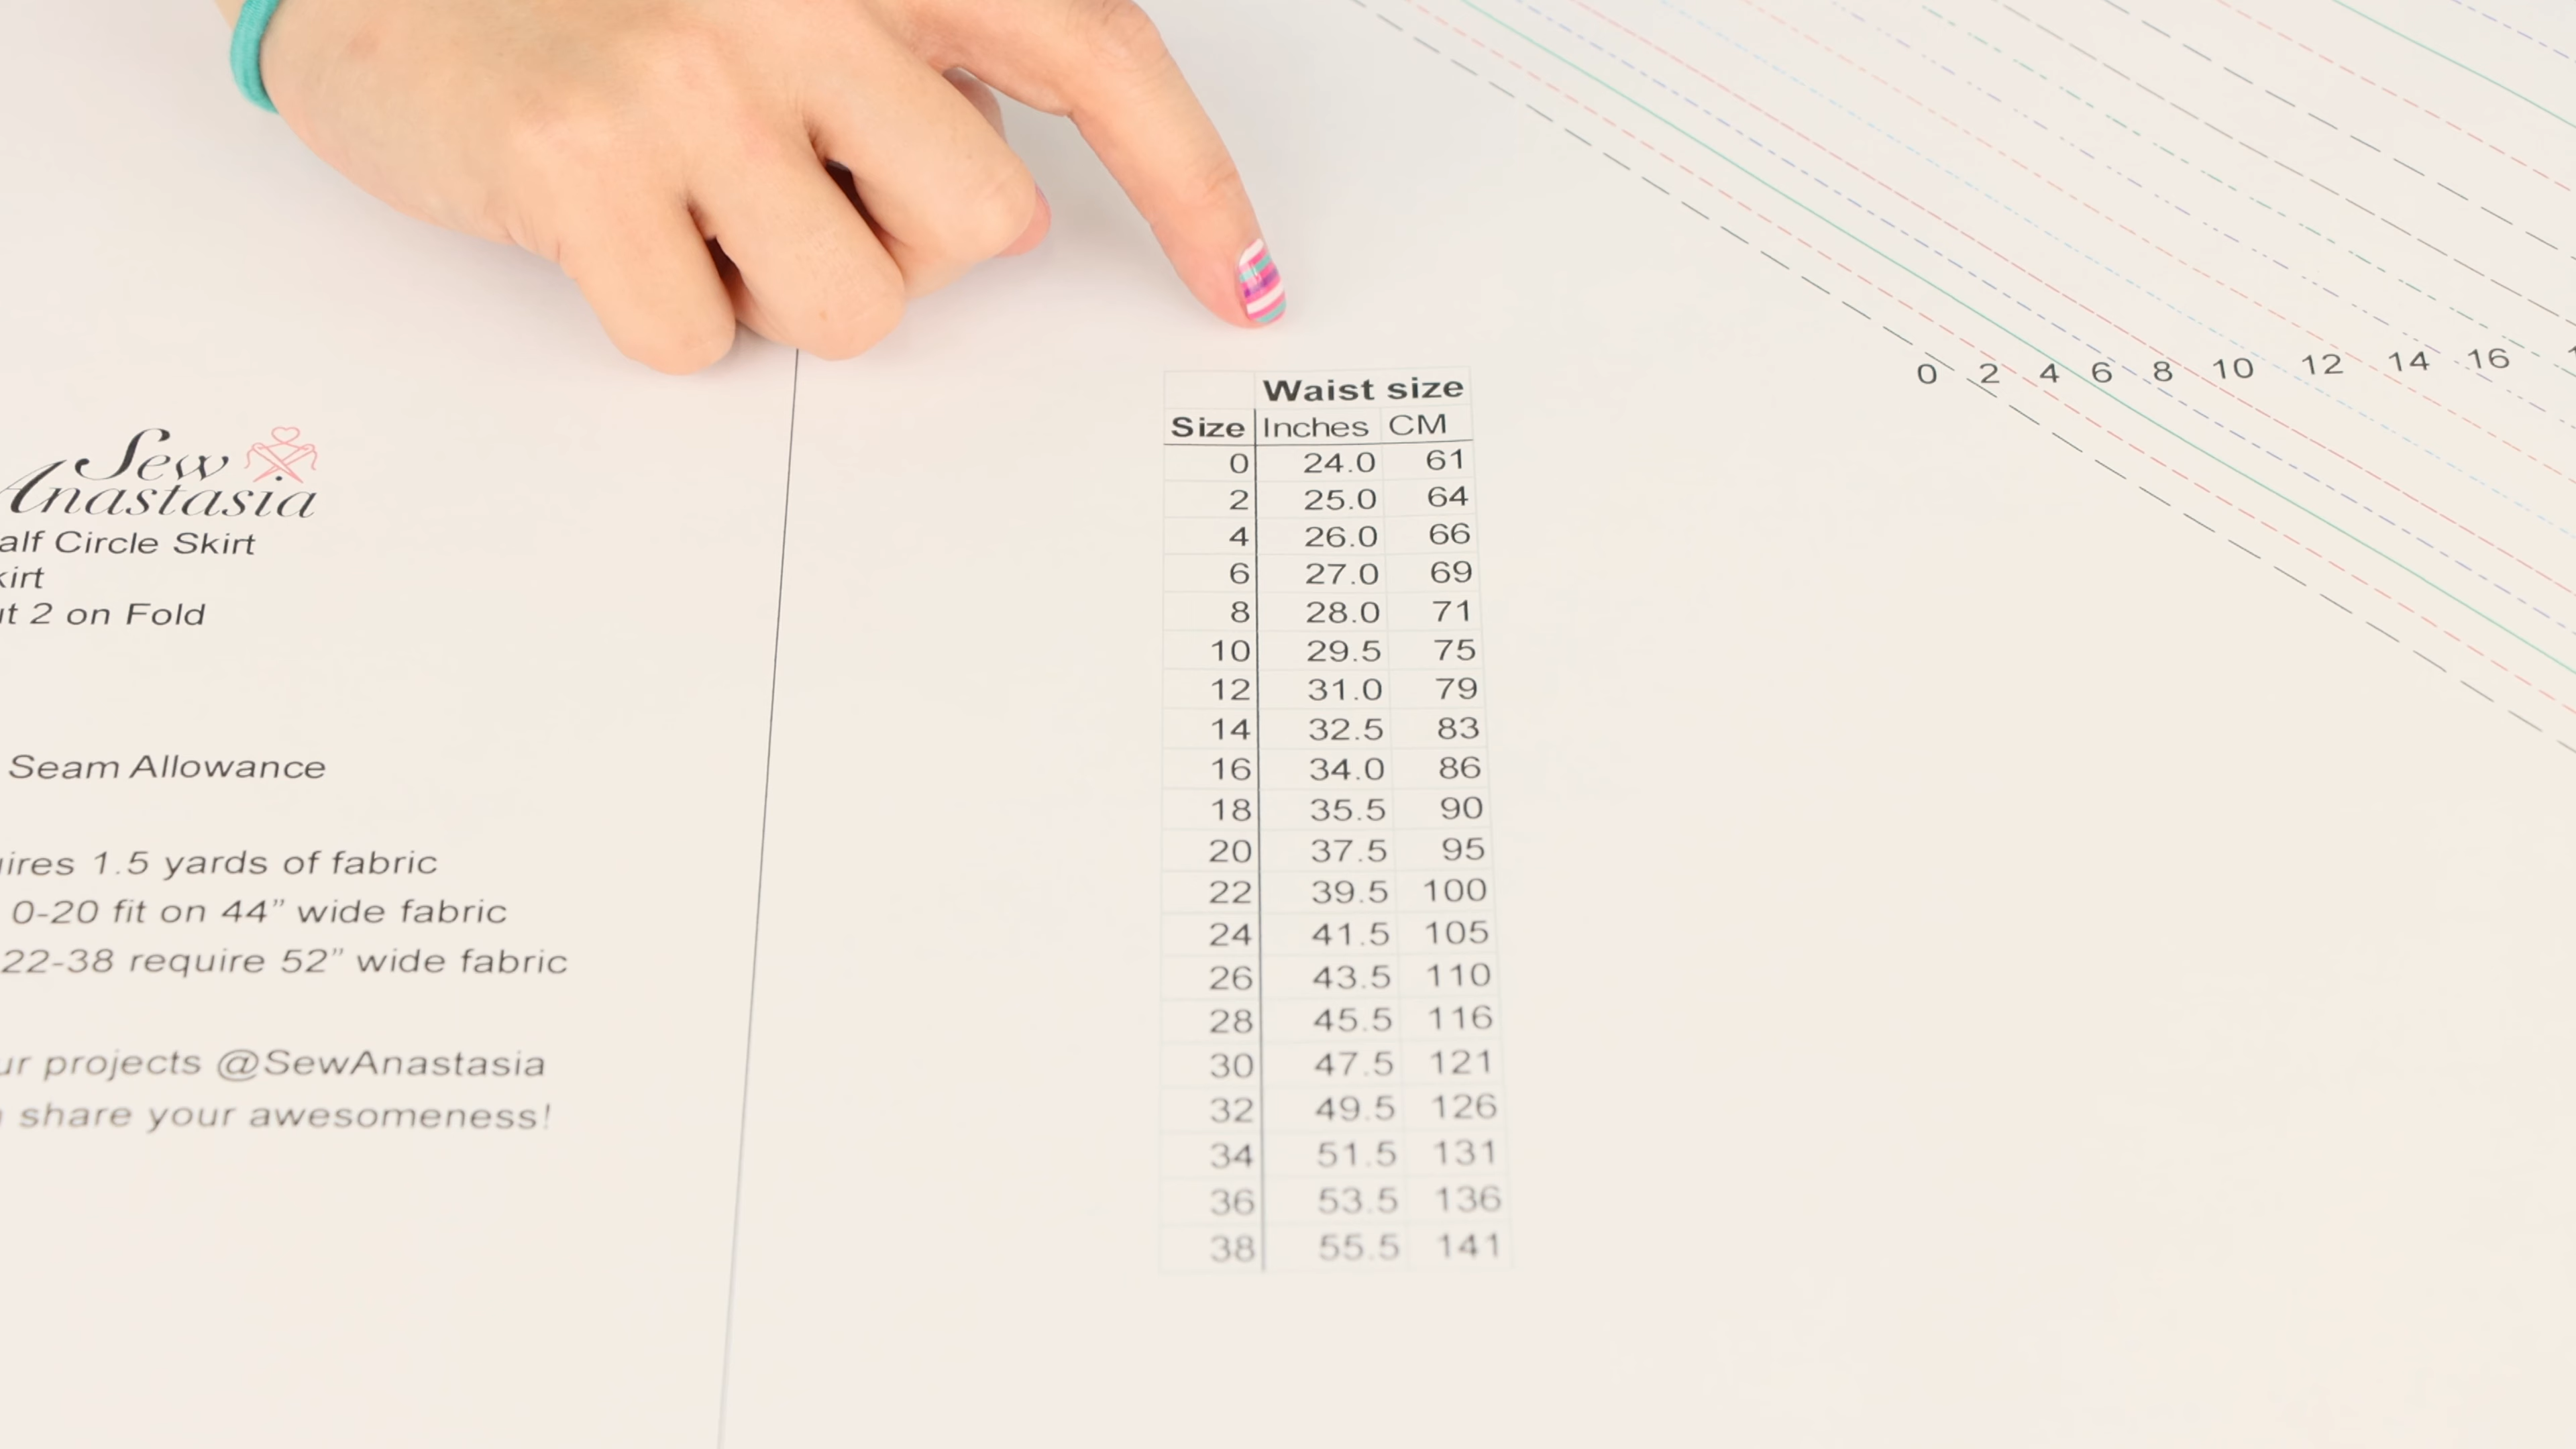 Sew
Anastasia
alf Circle Skirt
kirt
ut 2 on Fold
Seam Allowance
ires 1.5 yards of fabric
0-20 fit on 44” wide fabric
22-38 require 52” wide fabric
ur projects @SewAnastasia
share your awesomeness!
Waist size
Size Inches CM
0 24.0 61
2 25.0 64
4 26.0 66
6 27.0 69
8 28.0 71
10 29.5 75
12 31.0 79
14 32.5 83
16 34.0 86
18 35.5 90
20 37.5 95
22 39.5 100
24 41.5 105
26 43.5 110
28 45.5 116
30 47.5 121
32 49.5 126
34 51.5 131
36 53.5 136
38 55.5 141
0 2 4 6 8 10 12 14 16